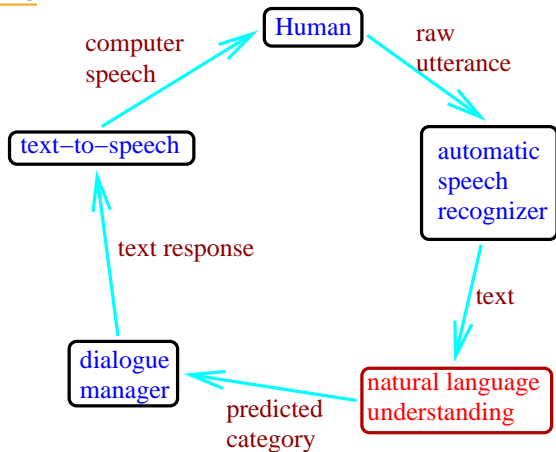 Human
raw
utterance
automatic
speech
recognizer
text
natural language
understanding
predicted
category
dialogue
manager
text response
text−to−speech
computer
speech